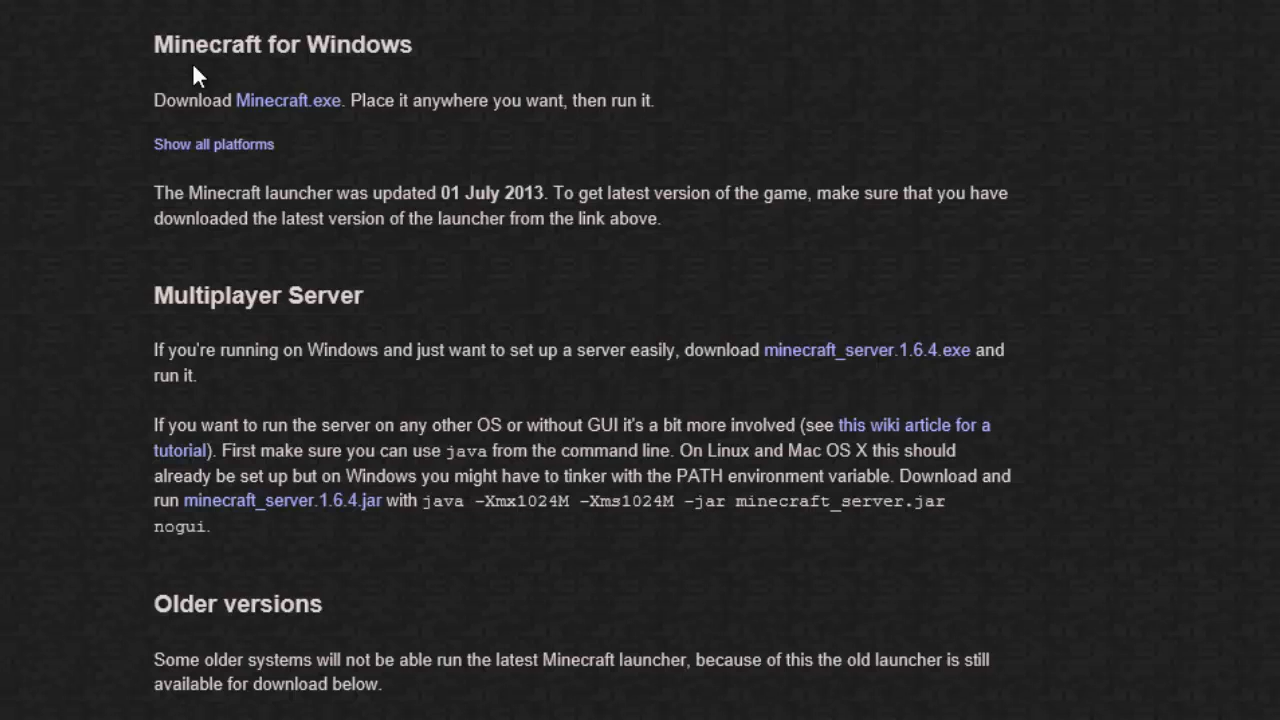 Minecraft for Windows
Download Minecraft.exe. Place it anywhere you want, then run it.
Show all platforms
The Minecraft launcher was updated 01 July 2013. To get latest version of the game, make sure that you have
downloaded the latest version of the launcher from the link above.
Multiplayer Server
If you're running on Windows and just want to set up a server easily, download minecraft_server.1.6.4.exe and
run it.
If you want to run the server on any other OS or without GUI it's a bit more involved (see this wiki article for a
tutorial). First make sure you can use java from the command line. On Linux and Mac OS X this should
already be set up but on Windows you might have to tinker with the PATH environment variable. Download and
run minecraft_server.1.6.4.jar with java -Xmx1024M -Xms1024M -jar minecraft_server.jar
nogui.
Older versions
Some older systems will not be able run the latest Minecraft launcher, because of this the old launcher is still
available for download below.